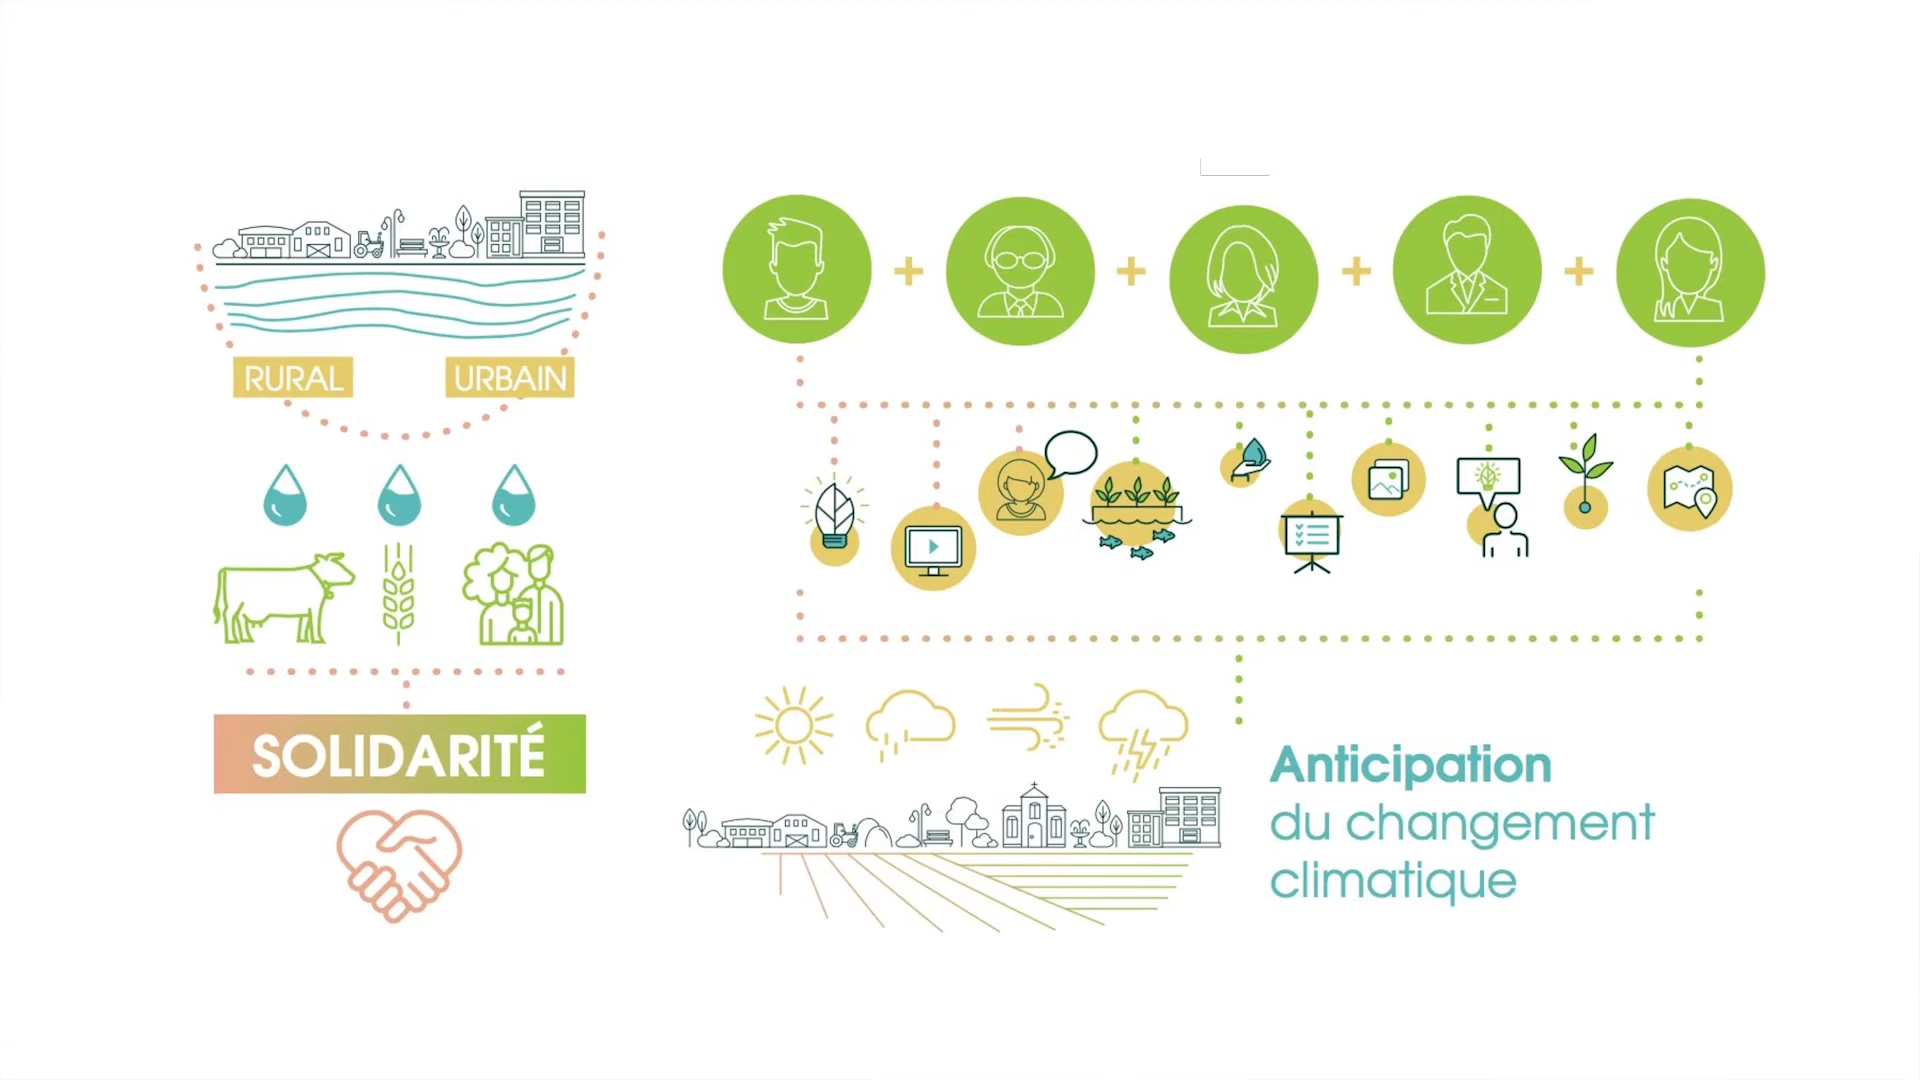 RURAL
URBAIN
SOLIDARITÉ
Anticipation
du changement
climatique